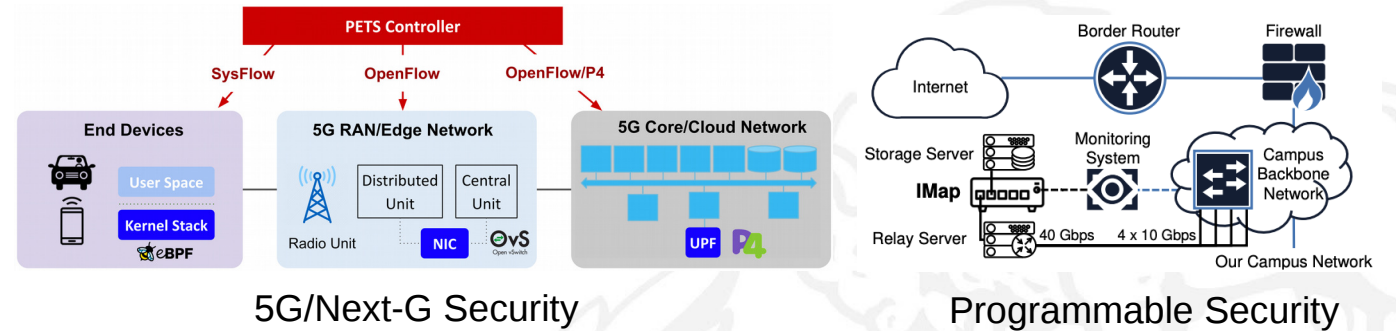 PETS Controller
SysFlow
OpenFlow
OpenFlow/P4
End Devices
User Space
Kernel Stack
eBPF
5G RAN/Edge Network
Distributed
Unit
Central
Unit
Radio Unit
NIC
OvS
Open vSwitch
5G Core/Cloud Network
UPF
P4
5G/Next-G Security
Border Router
Firewall
Internet
Storage Server
Monitoring
System
Campus
Backbone
Network
IMap
Relay Server
40 Gbps
4 x 10 Gbps
Our Campus Network
Programmable Security